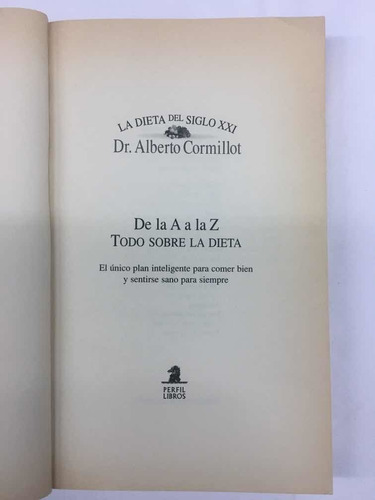 LA DIETA DEL SIGLO XXI
Dr. Alberto Cormillot
De la A a la Z
TODO SOBRE LA DIETA
El único plan inteligente para comer bien
y sentirse sano para siempre
PERFIL
LIBROS